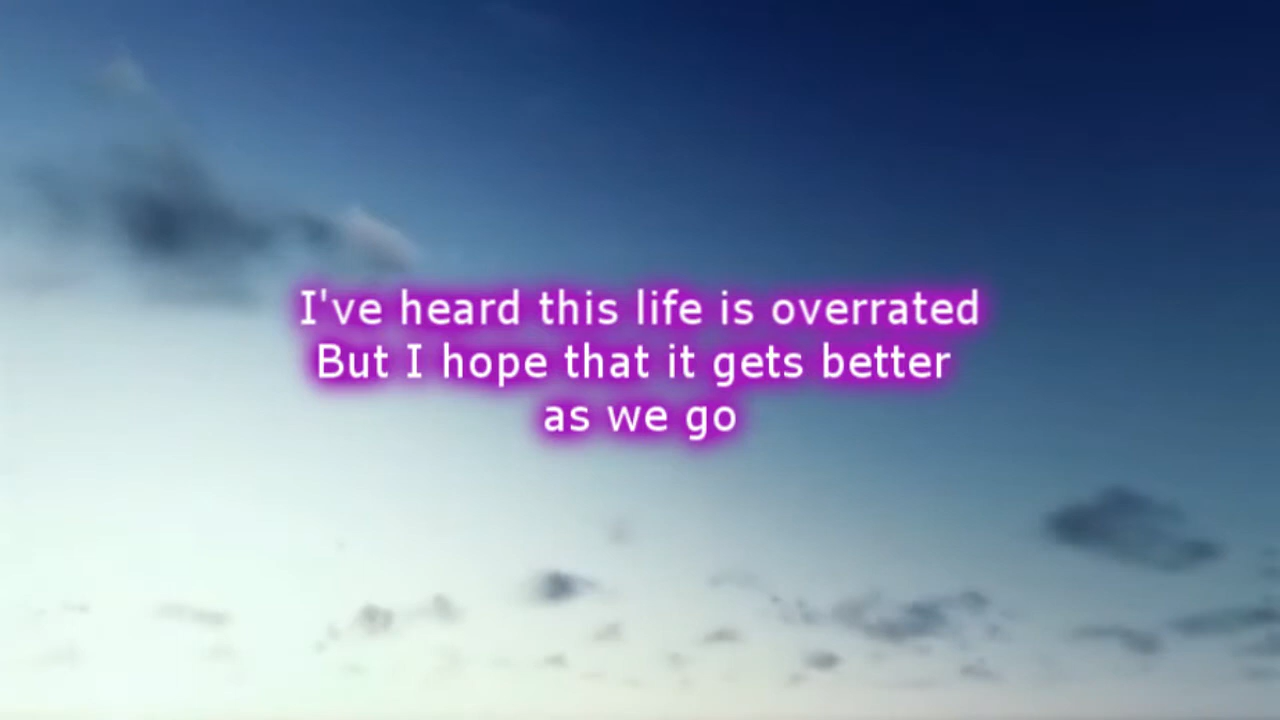 I've heard this life is overrated
But I hope that it gets better
as we go